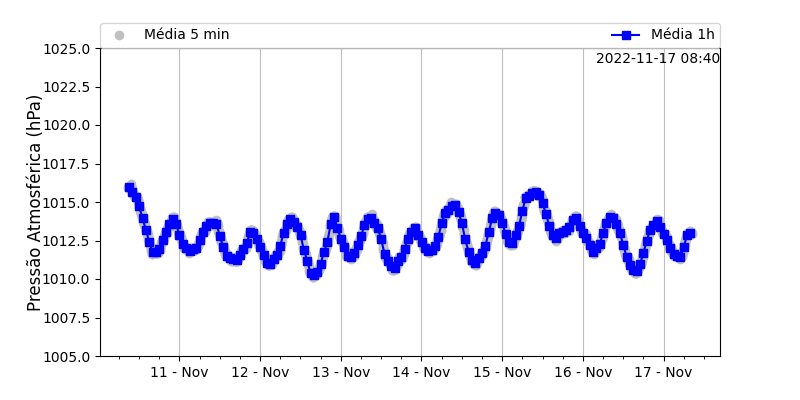 Média 5 min
Média 1h
2022-11-17 08:40
Pressão Atmosférica (hPa)
1025.0
1022.5
1020.0
1017.5
1015.0
1012.5
1010.0
1007.5
1005.0
11 - Nov
12 - Nov
13 - Nov
14 - Nov
15 - Nov
16 - Nov
17 - Nov